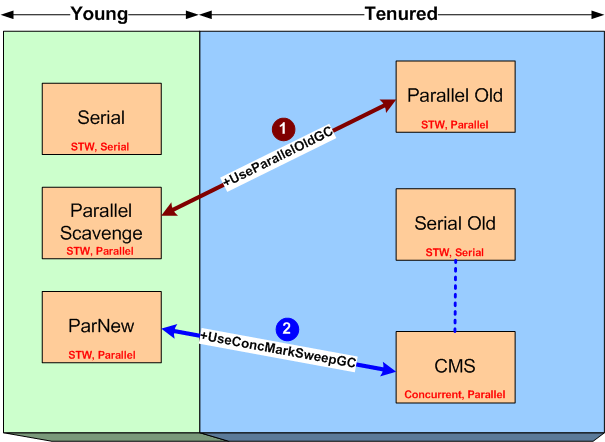 Young
Tenured
Serial
STW, Serial
Parallel
Scavenge
STW, Parallel
ParNew
STW, Parallel
1
+UseParallelOldGC
2
+UseConcMarkSweepGC
Parallel Old
STW, Parallel
Serial Old
STW, Serial
CMS
Concurrent, Parallel